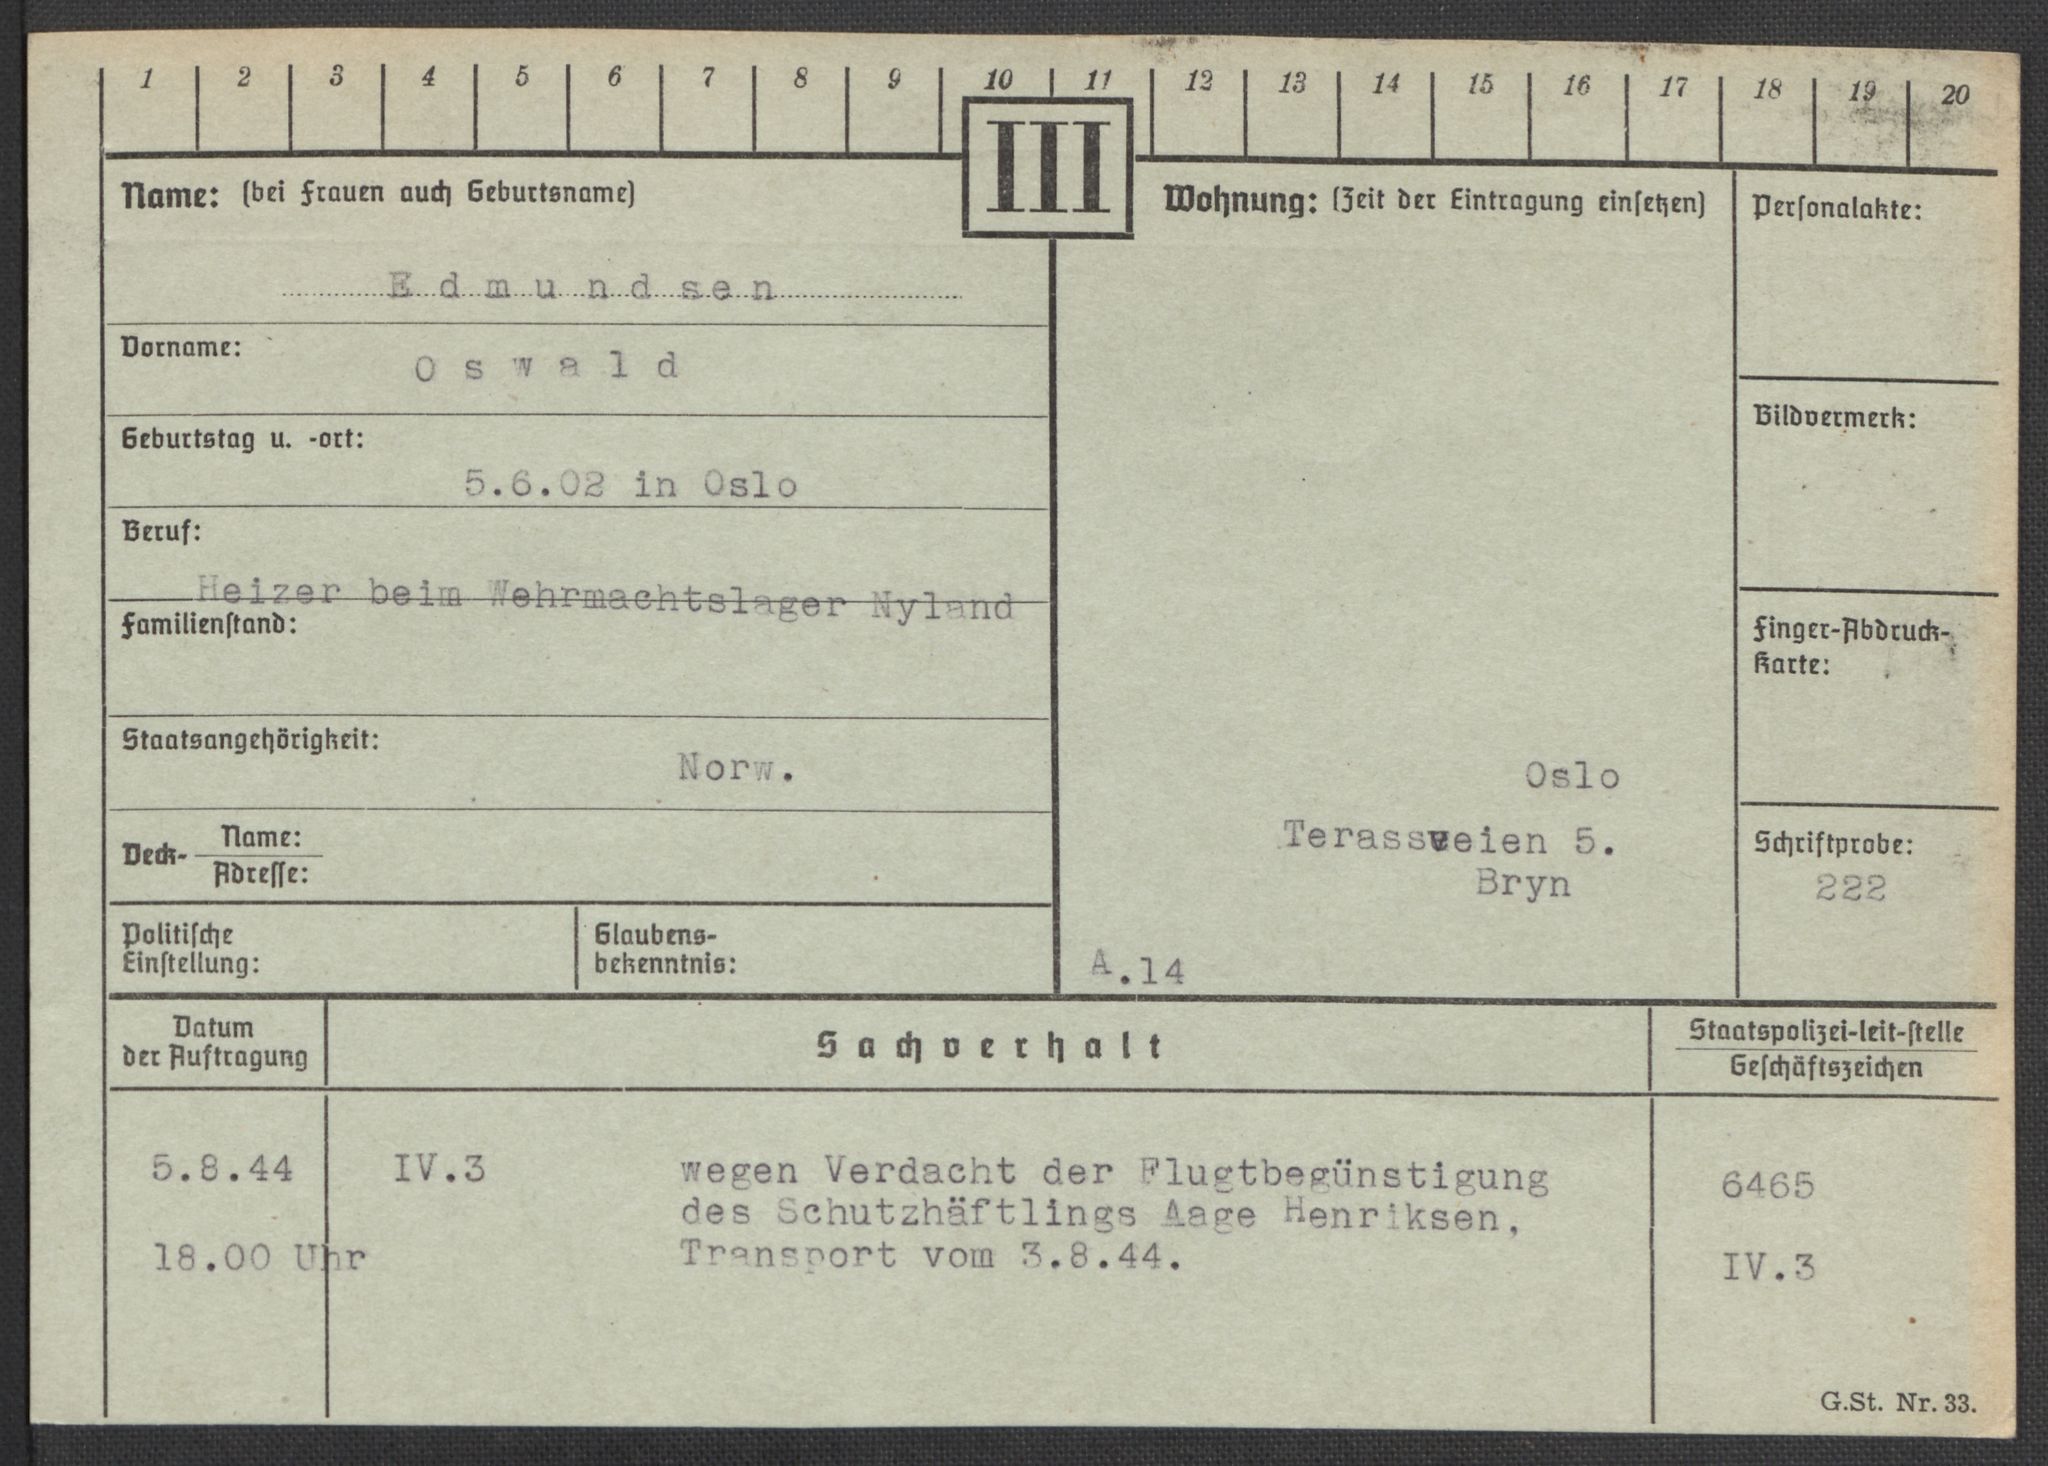 1 2 3 4 5 6 7 8 9 10 11 12 13 14 15 16 17 18 19 20
III
Name: (bei Frauen auch Geburtsname)
E d m u n d s e n
Vorname:
O s w a l d
Geburtstag u. -ort:
5.6.02 in Oslo
Beruf:
Heizer beim Wehrmachtslager Nyland
Familienſtand:
Staatsangehörigkeit:
Norw.
Deck-
Name:
Adreſſe:
Politiſche
Einſtellung:
Glaubens-
bekenntnis:
Wohnung: (Zeit der Eintragung einſetzen)
Oslo
Terassveien 5.
Bryn
A.14
Perſonalakte:
Bildvermerk:
Finger-Abdruck-
Karte:
Schriftprobe:
222
Datum
der Auftragung
S a ch v e r h a l t
Staatspolizei-leit-ſtelle
Geſchäftszeichen
5.8.44 IV.3 wegen Verdacht der Flugtbegünstigung 6465
des Schutzhäftlings Aage Henriksen,
18.00 Uhr Transport vom 3.8.44. IV.3
G.St. Nr. 33.